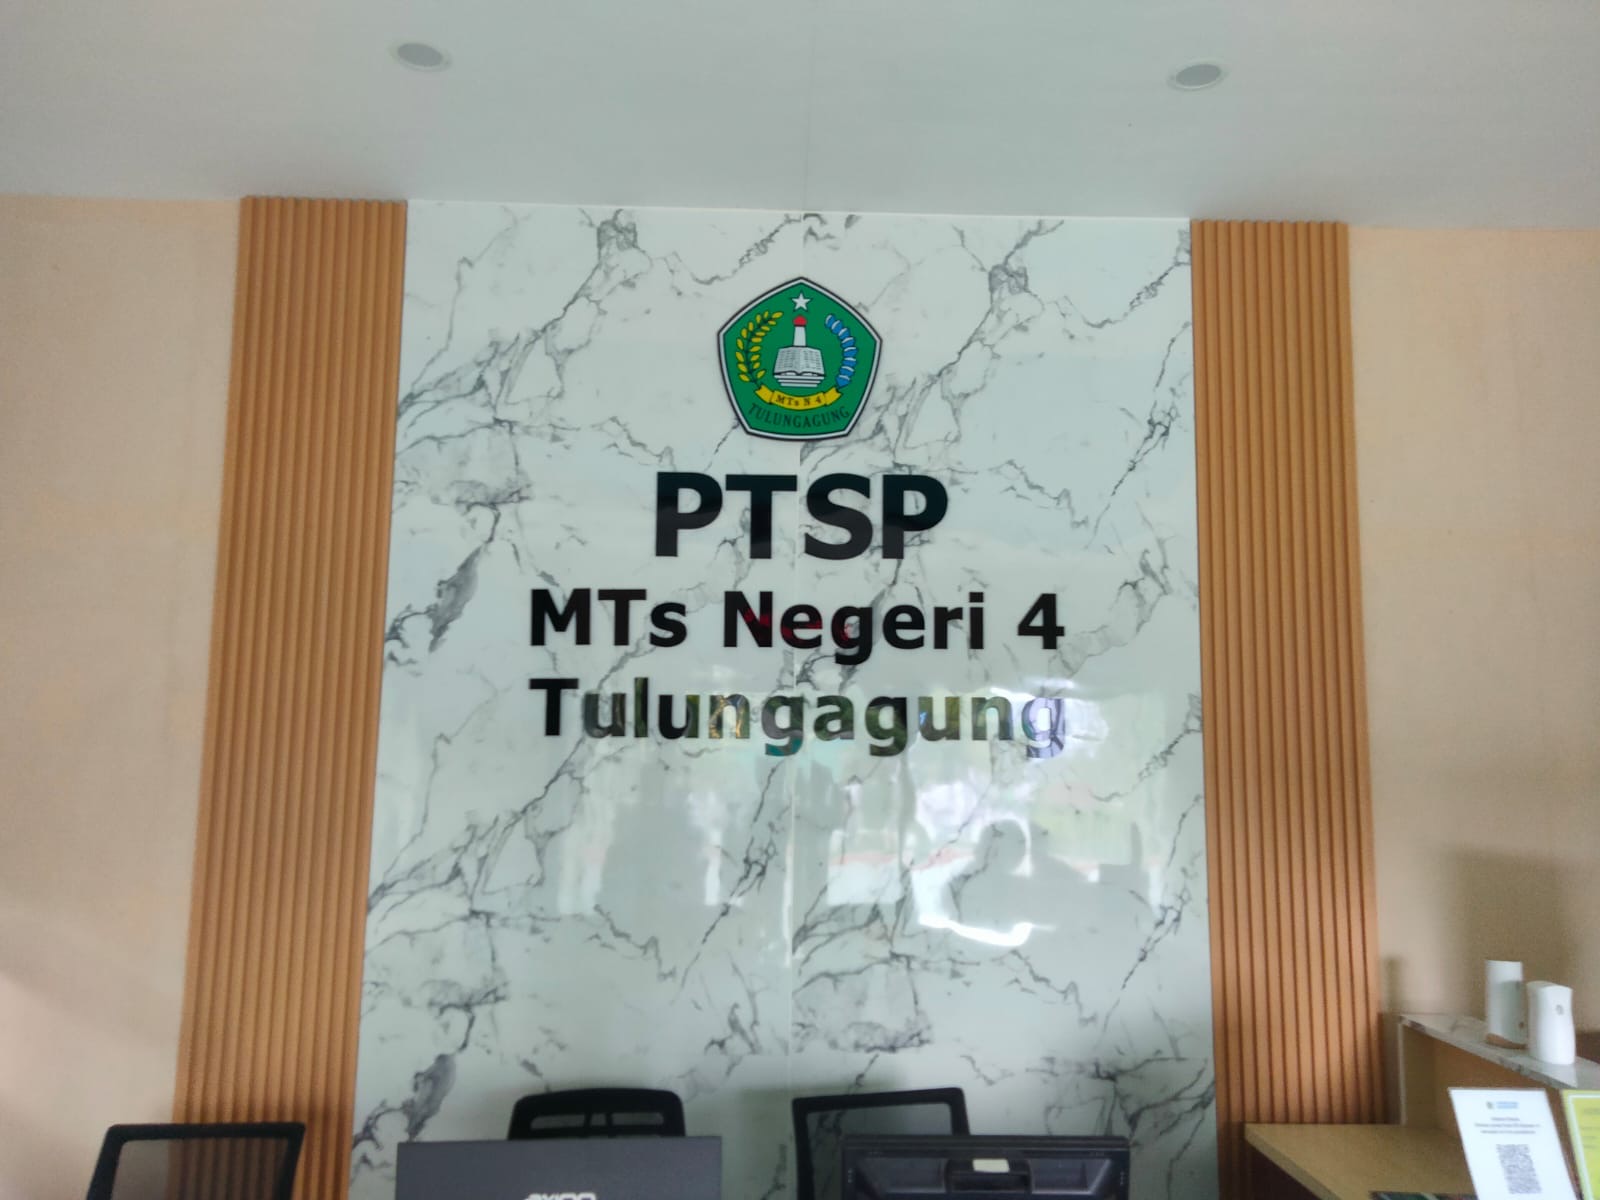 MTs N 4
TULUNGAGUNG
PTSP
MTs Negeri 4
Tulungagung